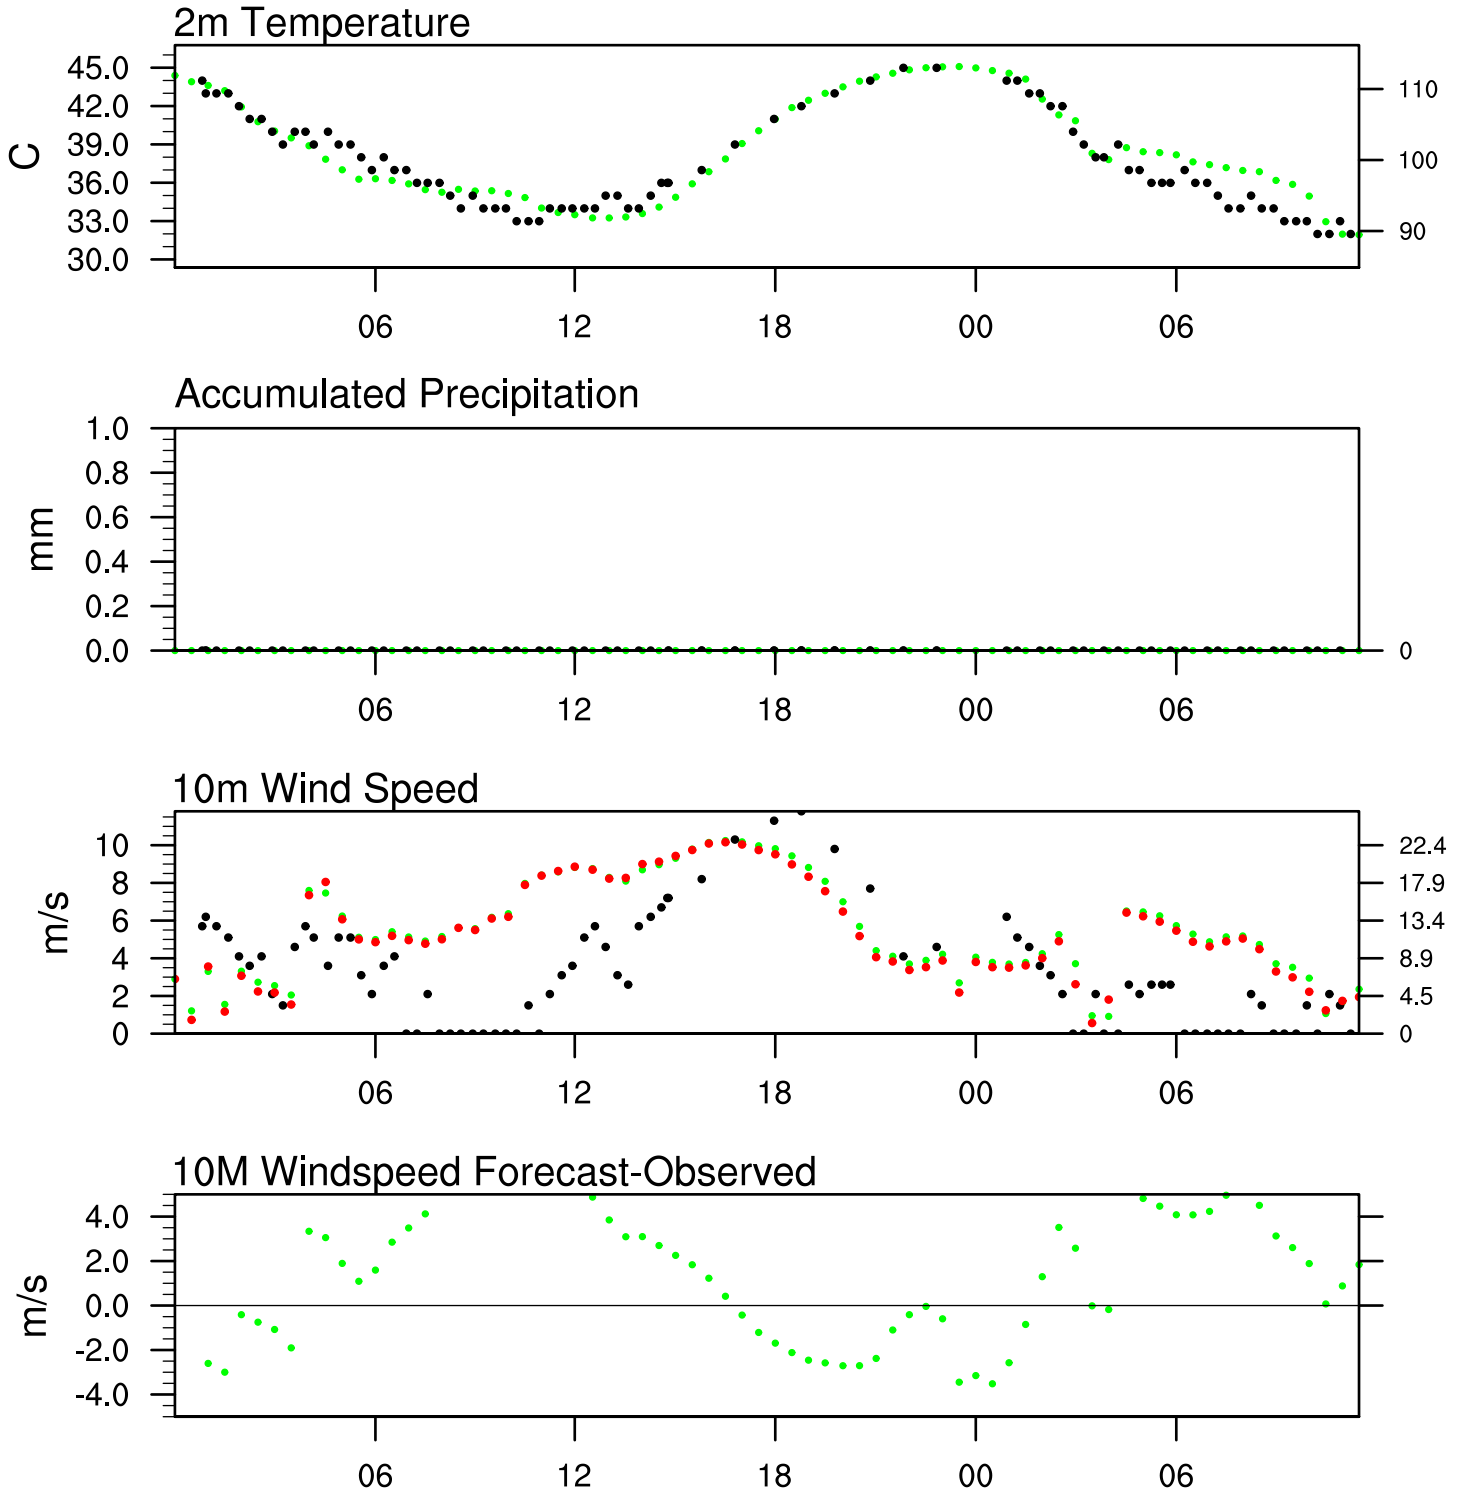 2m Temperature
45.0
42.0
39.0
36.0
33.0
30.0
C
110
100
90
06 12 18 00 06
Accumulated Precipitation
1.0
0.8
0.6
0.4
0.2
0.0
mm
0
06 12 18 00 06
10m Wind Speed
10
8
6
4
2
0
m/s
22.4
17.9
13.4
8.9
4.5
0
06 12 18 00 06
10M Windspeed Forecast-Observed
4.0
2.0
0.0
-2.0
-4.0
m/s
06 12 18 00 06